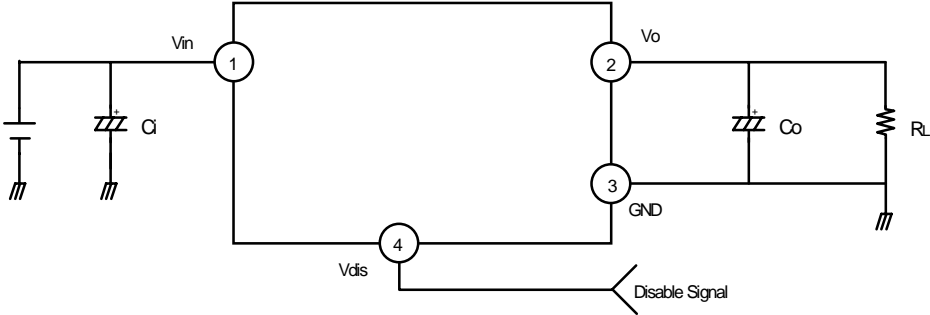 Vin
Vo
1
2
+
Ci
+
Co
RL
3
GND
4
Vdis
Disable Signal